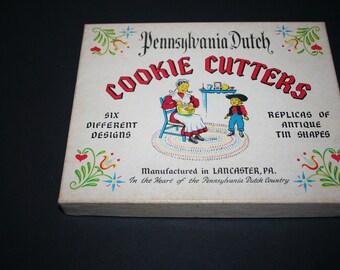 Pennsylvania Dutch
COOKIE CUTTERS
SIX
DIFFERENT
DESIGNS
REPLICAS OF
ANTIQUE
TIN SHAPES
Manufactured in LANCASTER, PA.
In the Heart of the Pennsylvania Dutch Country